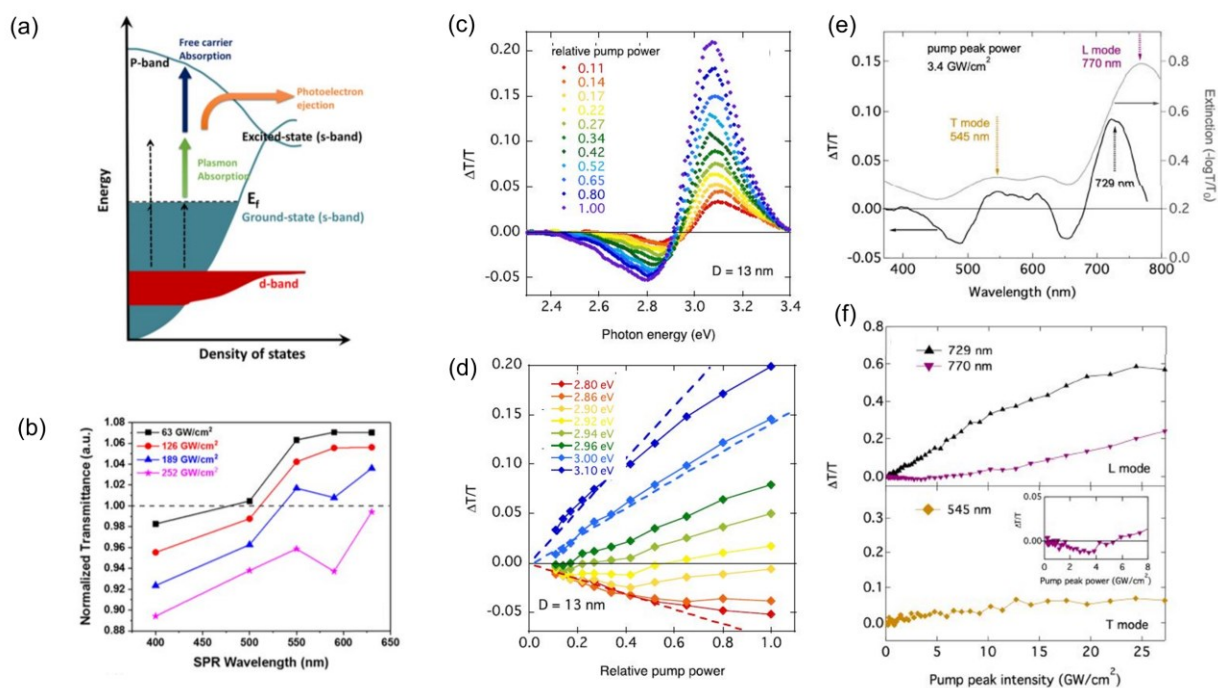 (a)
P-band
Free carrier
Absorption
Photoelectron
ejection
Excited-state (s-band)
Plasmon
Absorption
E_f
Ground-state (s-band)
d-band
Energy
Density of states
(b)
Normalized Transmittance (a.u.)
1.08
1.06
1.04
1.02
1.00
0.98
0.96
0.94
0.92
0.90
0.88
63 GW/cm²
126 GW/cm²
189 GW/cm²
252 GW/cm²
400 450 500 550 600 650
SPR Wavelength (nm)
(c)
ΔT/T
0.20
0.15
0.10
0.05
0.00
-0.05
relative pump power
0.11
0.14
0.17
0.22
0.27
0.34
0.42
0.52
0.65
0.80
1.00
D = 13 nm
2.4 2.6 2.8 3.0 3.2 3.4
Photon energy (eV)
(d)
ΔT/T
0.20
0.15
0.10
0.05
0.00
-0.05
2.80 eV
2.86 eV
2.90 eV
2.92 eV
2.94 eV
2.96 eV
3.00 eV
3.10 eV
D = 13 nm
0.0 0.2 0.4 0.6 0.8 1.0
Relative pump power
(e)
ΔT/T
0.20
0.15
0.10
0.05
0.00
-0.05
pump peak power
3.4 GW/cm²
L mode
770 nm
T mode
545 nm
729 nm
0.8
0.6
0.4
0.2
0.0
Extinction (-logT/T₀)
400 500 600 700 800
Wavelength (nm)
(f)
ΔT/T
0.8
0.6
0.4
0.2
0.0
729 nm
770 nm
L mode
0.3
0.2
0.1
0.0
545 nm
T mode
ΔT/T
0.05
0.00
0 2 4 6 8
Pump peak power (GW/cm²)
0 5 10 15 20 25
Pump peak intensity (GW/cm²)